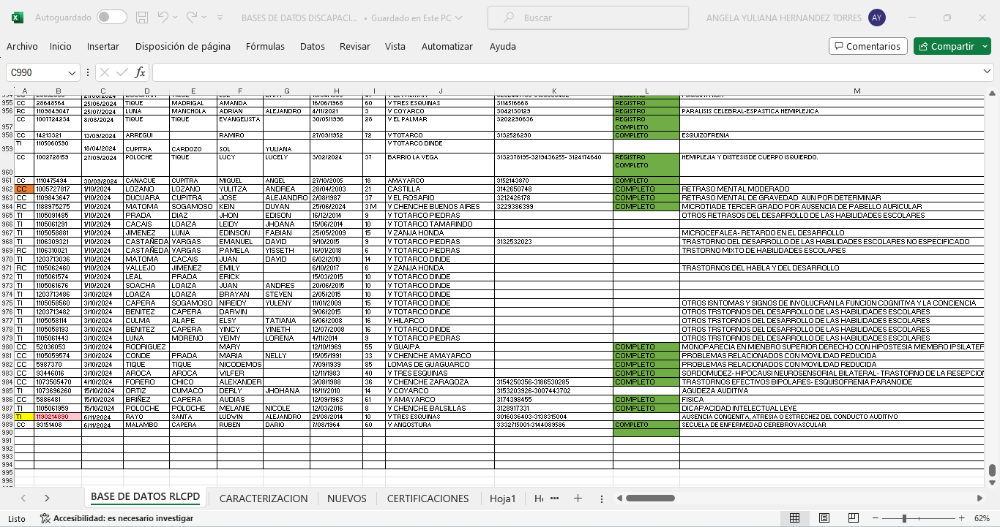 Autoguardado BASES DE DATOS DISCAPACI... • Guardado en Este PC Buscar ANGELA YULIANA HERNANDEZ TORRES AY
Archivo Inicio Insertar Disposición de página Fórmulas Datos Revisar Vista Automatizar Ayuda Comentarios Compartir
C990 fx
A B C D E F G H I J K L M
955 CC 28648564 25/06/2024 TIQUE MADRIGAL AMANDA 16/06/1968 60 V TRES ESQUINAS 3114516668 REGISTRO
956 RC 1109849047 25/07/2024 LUNA MANCHOLA ADRIAN ALEJANDRO 4/11/2021 3 V COYARCO 3042130129 REGISTRO PARALISIS CELEBRAL-ESPASTICA HEMIPLEJICA
957 CC 1007724234 8/08/2024 TIQUE TIQUE EVANGELISTA 30/05/1996 28 V EL PALMAR 3202290636 REGISTRO COMPLETO
958 CC 14213321 13/09/2024 ARREGUI RAMIRO 27/09/1952 72 V TOTARCO 3132526290 COMPLETO ESQUIZOFRENIA
959 TI 1105060590 18/04/2024 CUPITRA CARDOZO SOL YULIANA V TOTARCO DINDE
960 CC 1002728159 27/09/2024 POLOCHE TIQUE LUCY LUCELY 3/02/2024 37 BARRIO LA VEGA 3132378195-3219436255- 3124174640 REGISTRO COMPLETO HEMIPLEJIA Y DISTESISDE CUERPO ISQUIERDO.
961 CC 1110475494 30/09/2024 CANACUE CUPITRA MIGUEL ANGEL 27/10/2005 18 AMAYARCO 3152143870 COMPLETO
962 CC 1005727817 1/10/2024 LOZANO LOZANO YULITZA ANDREA 28/04/2003 21 CASTILLA 3142650748 COMPLETO RETRASO MENTAL MODERADO
963 CC 1109843647 1/10/2024 DUCUARA CUPITRA JOSE ALEJANDRO 2/08/1987 37 V EL ROSARIO 3212426178 COMPLETO RETRASO MENTAL DE GRAVEDAD AUN POR DETERMINAR
964 RC 1188975275 1/10/2024 MATOMA SOGAMOSO KEIN DUVAN 25/06/2024 3 M V CHENCHE BUENOS AIRES 3229386399 COMPLETO MICROTIADE TERCER GRADO POR AUSENCIA DE PABELLO AURICULAR
965 TI 1105091485 1/10/2024 PRADA DIAZ JHON EDISON 16/12/2014 9 V TOTARCO PIEDRAS OTROS RETRASOS DEL DESARROLLO DE LAS HABILIDADES ESCOLARES
966 TI 1105061291 1/10/2024 CACAIS LOAIZA LEIDY JHOANA 15/06/2014 10 V TOTARCO TAMARINDO
967 TI 1105058881 1/10/2024 JIMENEZ LUNA EDINSON FABIAN 25/05/2009 15 V ZANJA HONDA MICROCEFALEA- RETARDO EN EL DESARROLLO
968 TI 1106309321 1/10/2024 CASTAÑEDA VARGAS EMANUEL DAVID 9/10/2015 9 V TOTARCO PIEDRAS 3132532023 TRASTORNO DEL DESARROLLO DE LAS HABILIDADES ESCOLARES NO ESPECIFICADO
969 RC 1106310021 1/10/2024 CASTAÑEDA VARGAS PAMELA YISSETH 16/01/2018 6 V TOTARCO PIEDRAS TRSTORNO MIXTO DE HABILIDADES ESCOLARES
970 TI 1203713036 1/10/2024 MATOMA CACAIS JUAN DAVID 6/02/2010 14 V TOTARCO DINDE
971 RC 1105062460 1/10/2024 VALLEJO JIMENEZ EMILY 6/10/2017 6 V ZANJA HONDA TRASTORNOS DEL HABLA Y DEL DESARROLLO
972 TI 1105061574 1/10/2024 LEAL PRADA ERICK 15/03/2015 10 V TOTARCO DINDE
973 TI 1105061676 1/10/2024 SOACHA LOAIZA JUAN ANDRES 20/06/2015 10 V TOTARCO DINDE
974 TI 1203713486 3/10/2024 LOAIZA LOAIZA BRAYAN STEVEN 2/05/2015 10 V TOTARCO DINDE
975 TI 1105058560 3/10/2024 CAPERA SOGAMOSO NIREIDY YULENY 11/01/2009 15 V TOTARCO DINDE OTROS ISNTOMAS Y SIGNOS DE INVOLUCRAN LA FUNCION COGNITIVA Y LA CONCIENCIA
976 TI 1203713482 3/10/2024 BENITEZ CAPERA DARWIN 9/06/2015 10 V TOTARCO DINDE OTROS TRSTORNOS DEL DESARROLLO DE LAS HABILIDADES ESCOLARES
977 TI 1105058114 3/10/2024 CULMA ALAPE ELSY TATIANA 6/06/2008 16 V HILARCO OTROS TRSTORNOS DEL DESARROLLO DE LAS HABILIDADES ESCOLARES
978 TI 1105058193 3/10/2024 BENITEZ CAPERA YINCY YINETH 12/07/2008 16 V TOTARCO DINDE OTROS TRSTORNOS DEL DESARROLLO DE LAS HABILIDADES ESCOLARES
979 TI 1105061443 3/10/2024 LUNA MORENO YEIMY LORENA 4/11/2014 9 V TOTARCO PIEDRAS OTROS TRSTORNOS DEL DESARROLLO DE LAS HABILIDADES ESCOLARES
980 CC 52036053 3/10/2024 RODRIGUEZ MARY 12/10/1969 55 V GUAIPA COMPLETO MONOPARECIA EN MIENBRO SUPERIOR DERECHO CON HIPOSTESIA MIEMBRO IPSILATER
981 CC 1105059574 3/10/2024 CONDE PRADA MARIA NELLY 15/05/1991 33 V CHENCHE AMAYARCO COMPLETO PROBLEMAS RELACIONADOS CON MOVILIDAD REDUCIDA
982 CC 5987370 3/10/2024 TIQUE TIQUE NICODEMOS 7/09/1939 85 LOMAS DE GUAGUARCO COMPLETO PROBLEMAS RELACIONADOS CON MOVILIDAD REDUCIDA
983 CC 93446016 3/10/2024 AROCA AROCA WILFER 12/11/1983 40 V TRES ESQUINAS COMPLETO SORDOMUDEZ- HIPOCAUSI NEUROSENSORIAL BILATERAL- TRASTORNO DE LA RESEPCION
984 CC 1073505470 4/10/2024 FORERO CHICO ALEXANDER 3/08/1988 36 V CHENCHE ZARAGOZA 3154250356-3186530285 COMPLETO TRASTORNOS EFECTIVOS BIPOLARES- ESQUISOFRENIA PARANOIDE
985 TI 1073696260 15/10/2024 ORTIZ CUMACO DERLY JHOHANA 16/11/2010 14 V COYARCO 3153203926-3007443702 AGUDEZA AUDITIVA
986 CC 5886481 15/10/2024 BRIÑEZ CAPERA AUDIAS 12/09/1963 61 V AMAYARCO 3174398455 COMPLETO FISICA
987 TI 1105061959 15/10/2024 POLOCHE POLOCHE MELANIE NICOLE 12/03/2016 8 V CHENCHE BALSILLAS 3128917331 COMPLETO DICAPACIDAD INTELECTUAL LEVE
988 TI 1190214890 6/11/2024 RAYO SANTA LUDWIN ALEJANDRO 21/08/2014 10 V TRES ESQUINAS 3016036403-3138315004 AUSENCIA CONGENITA, ATRESIA O ESTRECHEZ DEL CONDUCTO AUDITIVO
989 CC 93151408 6/11/2024 MALAMBO CAPERA RUBEN DARIO 7/08/1964 60 V ANGOSTURA 3332715001-3144089586 COMPLETO SECUELA DE ENFERMEDAD CEREBROVASCULAR
990
991
992
993
994
995
996
BASE DE DATOS RLCPD CARACTERIZACION NUEVOS CERTIFICACIONES Hoja1
Listo Accesibilidad: es necesario investigar 62%